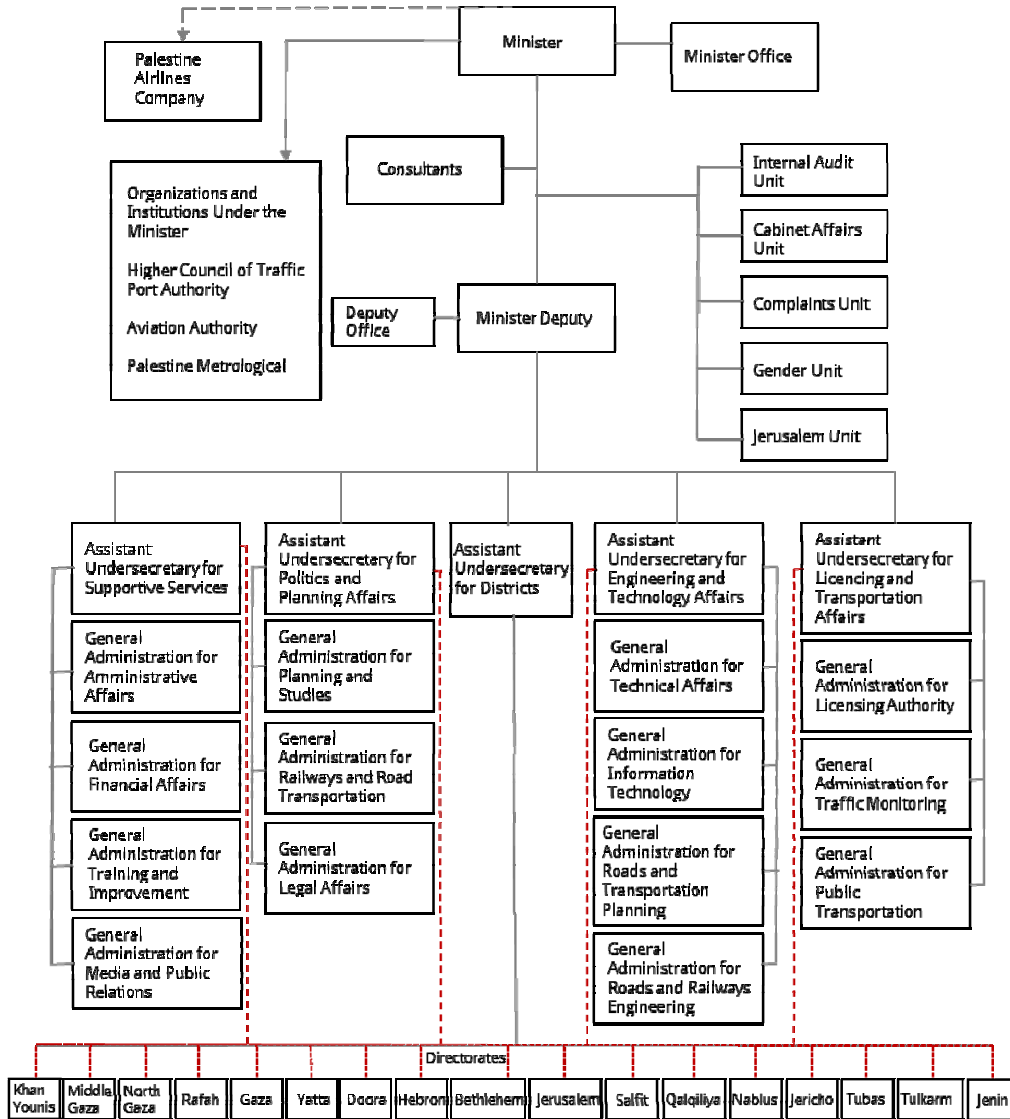 Minister
Minister Office
Palestine
Airlines
Company
Consultants
Internal Audit
Unit
Cabinet Affairs
Unit
Complaints Unit
Gender Unit
Jerusalem Unit
Organizations and
Institutions Under the
Minister
Higher Council of Traffic
Port Authority
Aviation Authority
Palestine Metrological
Deputy
Office
Minister Deputy
Assistant
Undersecretary for
Supportive Services
General
Administration for
Amministrative
Affairs
General
Administration for
Financial Affairs
General
Administration for
Training and
Improvement
General
Administration for
Media and Public
Relations
Assistant
Undersecretary for
Politics and
Planning Affairs
General
Administration for
Planning and
Studies
General
Administration for
Railways and Road
Transportation
General
Administration for
Legal Affairs
Assistant
Undersecretary
for Districts
Assistant
Undersecretary for
Engineering and
Technology Affairs
General
Administration for
Technical Affairs
General
Administration for
Information
Technology
General
Administration for
Roads and
Transportation
Planning
General
Administration for
Roads and Railways
Engineering
Assistant
Undersecretary for
Licencing and
Transportation
Affairs
General
Administration for
Licensing Authority
General
Administration for
Traffic Monitoring
General
Administration for
Public
Transportation
Directorates
Khan
Younis
Middle
Gaza
North
Gaza
Rafah
Gaza
Yatta
Doora
Hebron
Bethlehem
Jerusalem
Salfit
Qalqiliya
Nablus
Jericho
Tubas
Tulkarm
Jenin